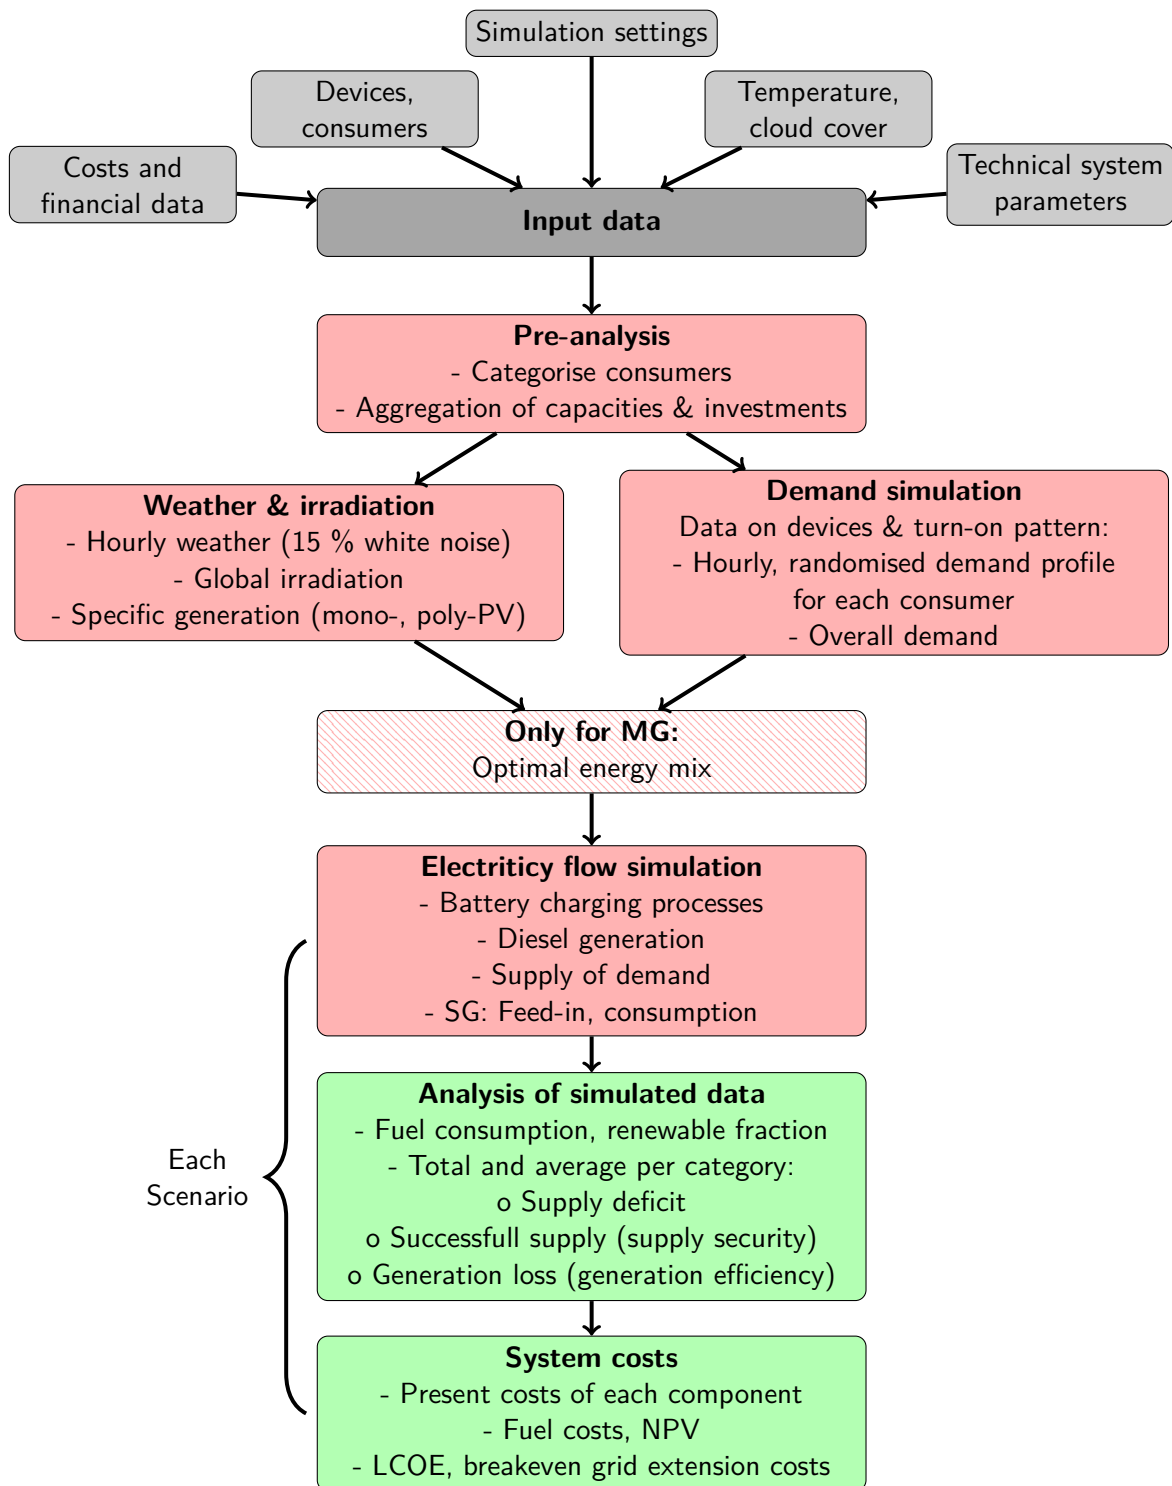 Simulation settings
Devices,
consumers
Temperature,
cloud cover
Costs and
financial data
Technical system
parameters
Input data
Pre-analysis
- Categorise consumers
- Aggregation of capacities & investments
Weather & irradiation
- Hourly weather (15 % white noise)
- Global irradiation
- Specific generation (mono-, poly-PV)
Demand simulation
Data on devices & turn-on pattern:
- Hourly, randomised demand profile
for each consumer
- Overall demand
Only for MG:
Optimal energy mix
Electriticy flow simulation
- Battery charging processes
- Diesel generation
- Supply of demand
- SG: Feed-in, consumption
Each
Scenario
Analysis of simulated data
- Fuel consumption, renewable fraction
- Total and average per category:
o Supply deficit
o Successfull supply (supply security)
o Generation loss (generation efficiency)
System costs
- Present costs of each component
- Fuel costs, NPV
- LCOE, breakeven grid extension costs